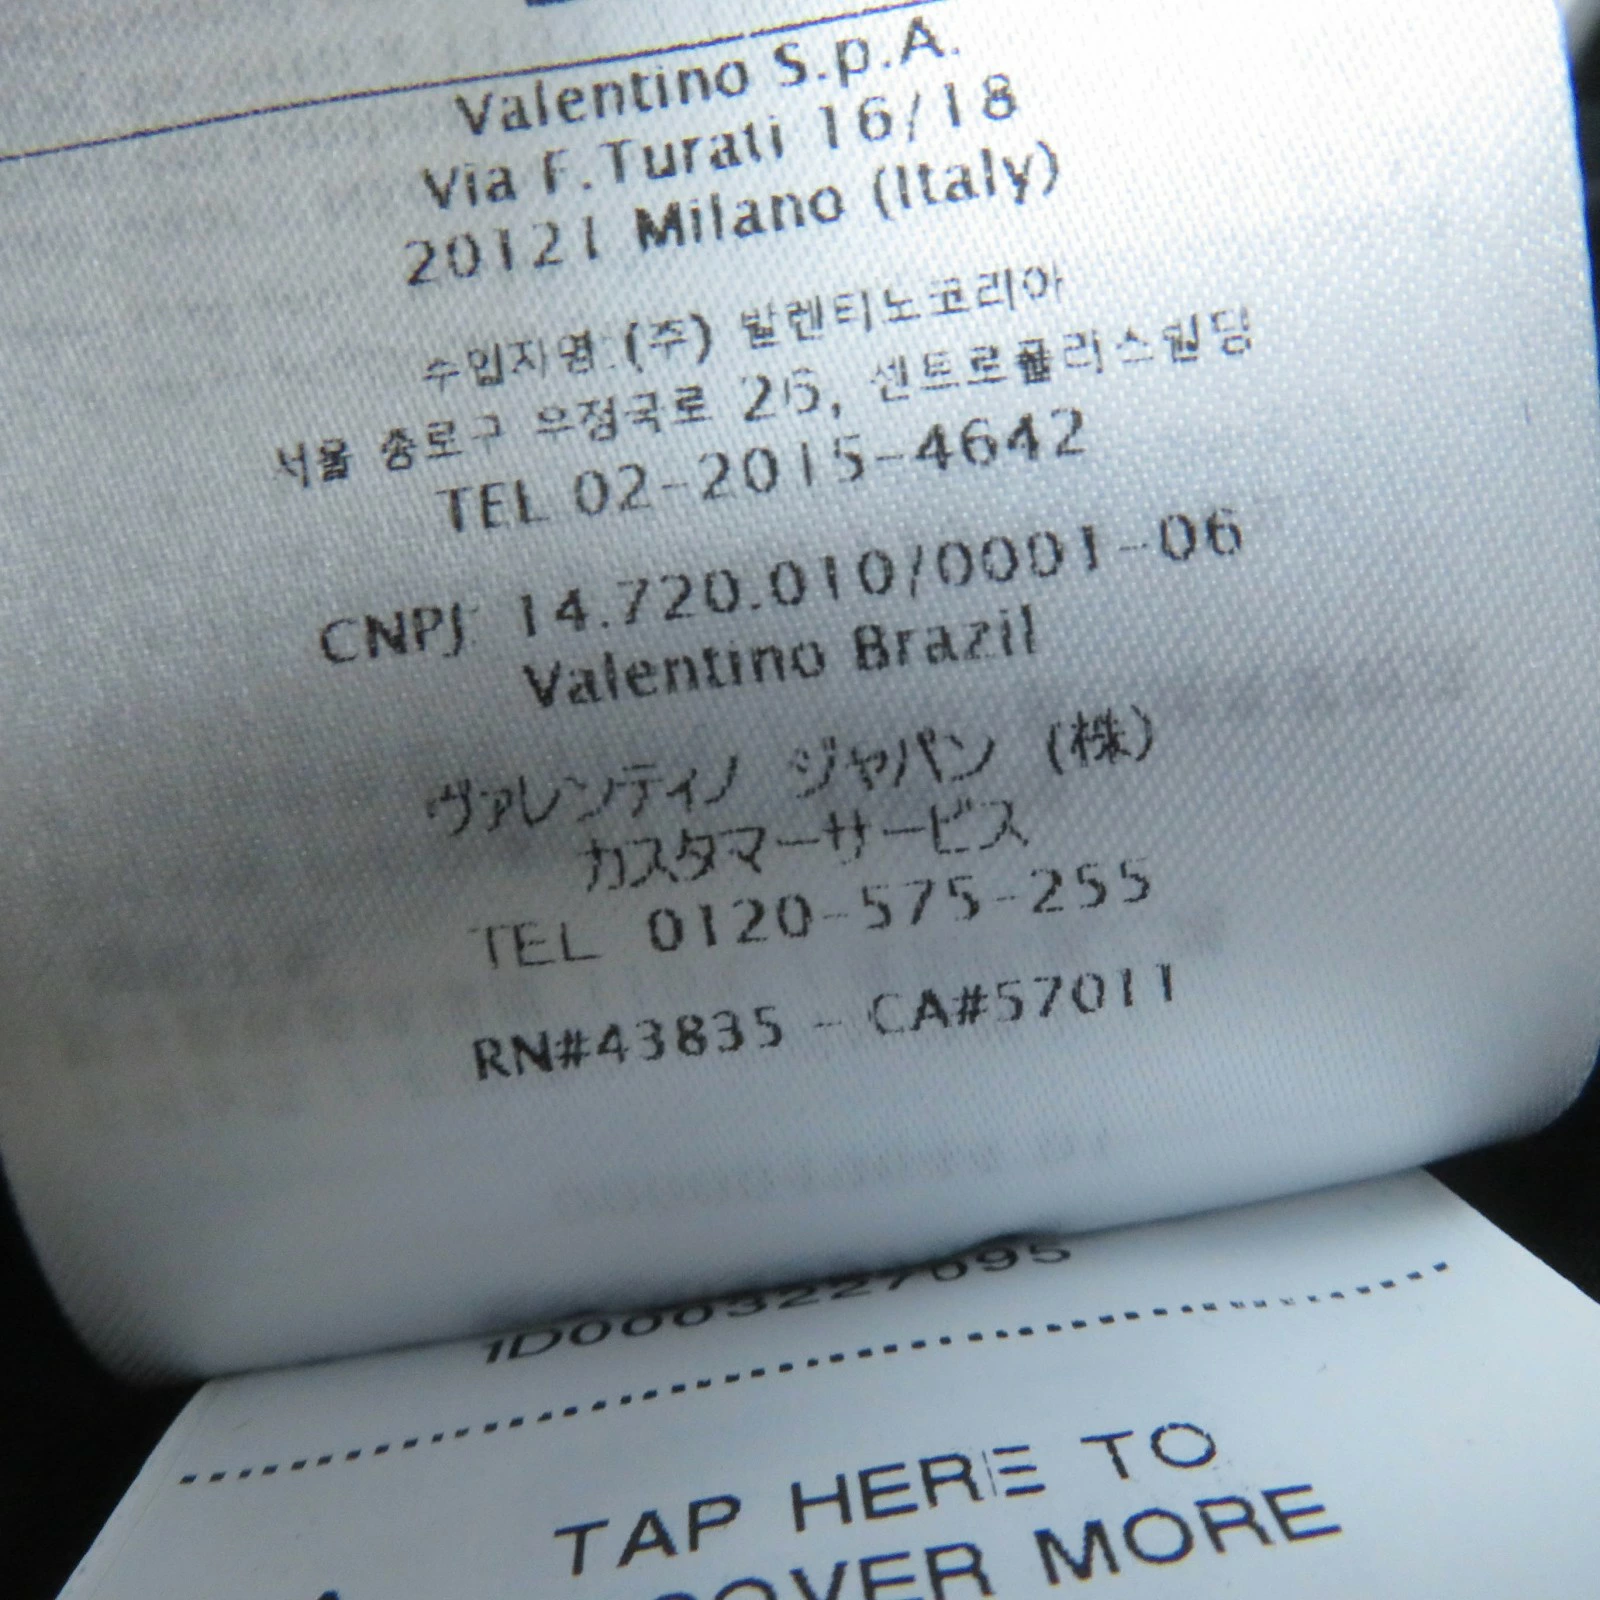 Valentino S.p.A.
Via F.Turati 16/18
20121 Milano (Italy)
수입자명:(주) 발렌티노코리아
서울 종로구 우정국로 26, 센트로폴리스빌딩
TEL 02-2015-4642
CNPJ 14.720.010/0001-06
Valentino Brazil
ヴァレンティノ ジャパン (株)
カスタマーサービス
TEL 0120-575-255
RN#43835 - CA#57011
ID0003227695
TAP HERE TO
COVER MORE